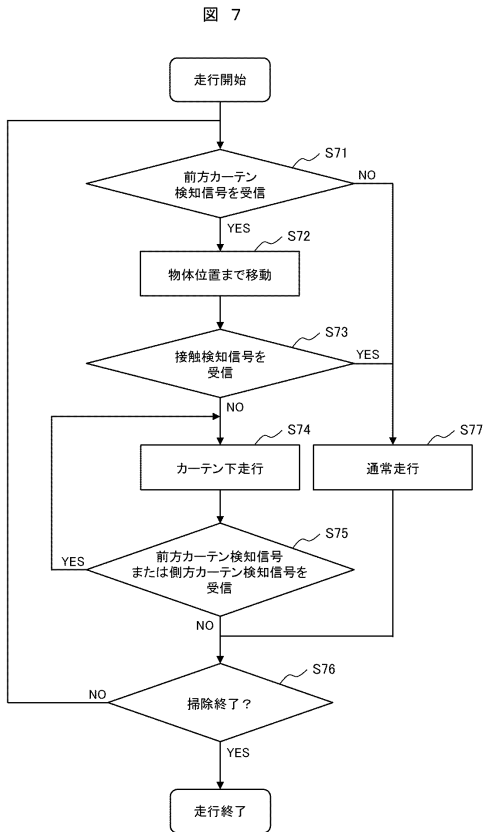 図 7
走行開始
S71
前方カーテン
検知信号を受信
NO
YES
S72
物体位置まで移動
S73
接触検知信号を
受信
YES
NO
S74
カーテン下走行
S77
通常走行
S75
前方カーテン検知信号
または側方カーテン検知信号を
受信
YES
NO
S76
掃除終了？
NO
YES
走行終了